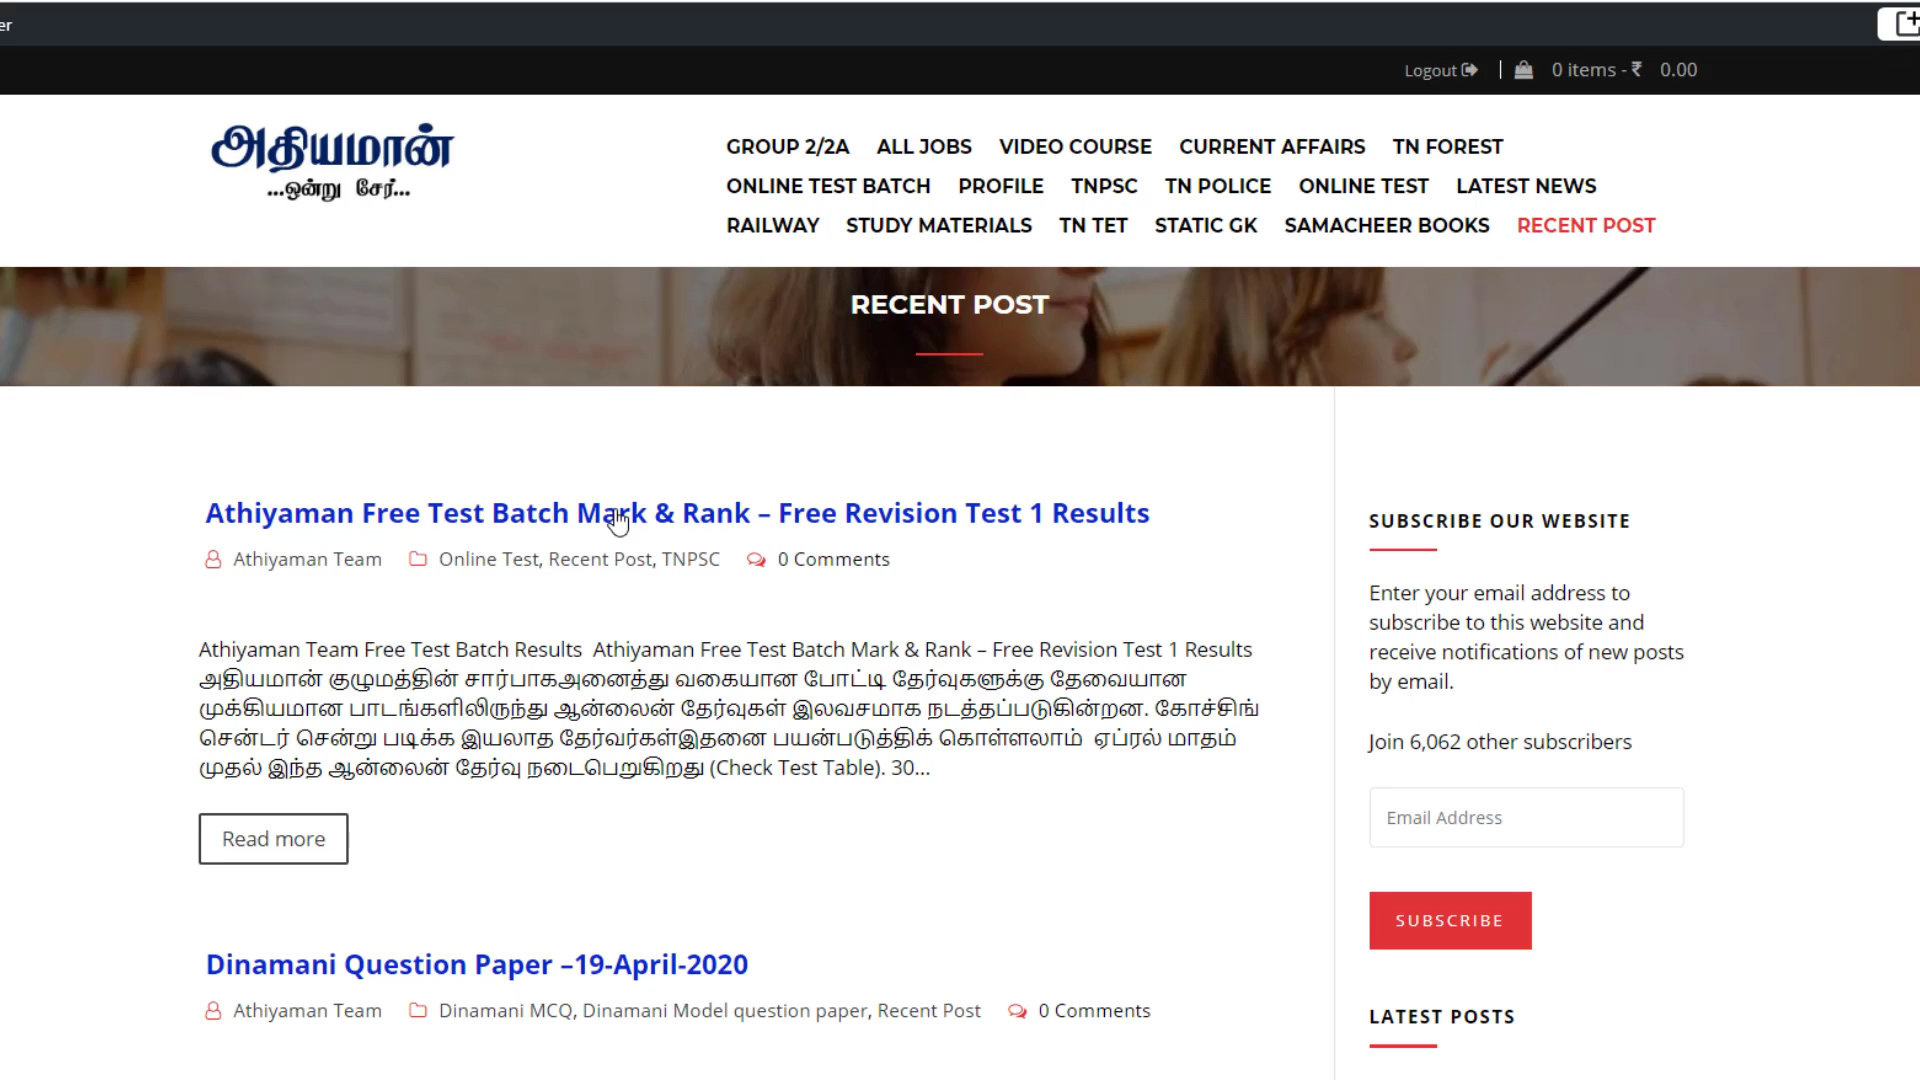 er
Logout 0 items - ₹ 0.00
அதியமான்
...ஒன்று சேர்...
GROUP 2/2A ALL JOBS VIDEO COURSE CURRENT AFFAIRS TN FOREST
ONLINE TEST BATCH PROFILE TNPSC TN POLICE ONLINE TEST LATEST NEWS
RAILWAY STUDY MATERIALS TN TET STATIC GK SAMACHEER BOOKS RECENT POST
RECENT POST
Athiyaman Free Test Batch Mark & Rank – Free Revision Test 1 Results
Athiyaman Team Online Test, Recent Post, TNPSC 0 Comments
Athiyaman Team Free Test Batch Results Athiyaman Free Test Batch Mark & Rank – Free Revision Test 1 Results
அதியமான் குழுமத்தின் சார்பாகஅனைத்து வகையான போட்டி தேர்வுகளுக்கு தேவையான
முக்கியமான பாடங்களிலிருந்து ஆன்லைன் தேர்வுகள் இலவசமாக நடத்தப்படுகின்றன. கோச்சிங்
சென்டர் சென்று படிக்க இயலாத தேர்வர்கள்இதனை பயன்படுத்திக் கொள்ளலாம் ஏப்ரல் மாதம்
முதல் இந்த ஆன்லைன் தேர்வு நடைபெறுகிறது (Check Test Table). 30...
Read more
Dinamani Question Paper –19-April-2020
Athiyaman Team Dinamani MCQ, Dinamani Model question paper, Recent Post 0 Comments
SUBSCRIBE OUR WEBSITE
Enter your email address to
subscribe to this website and
receive notifications of new posts
by email.
Join 6,062 other subscribers
Email Address
SUBSCRIBE
LATEST POSTS